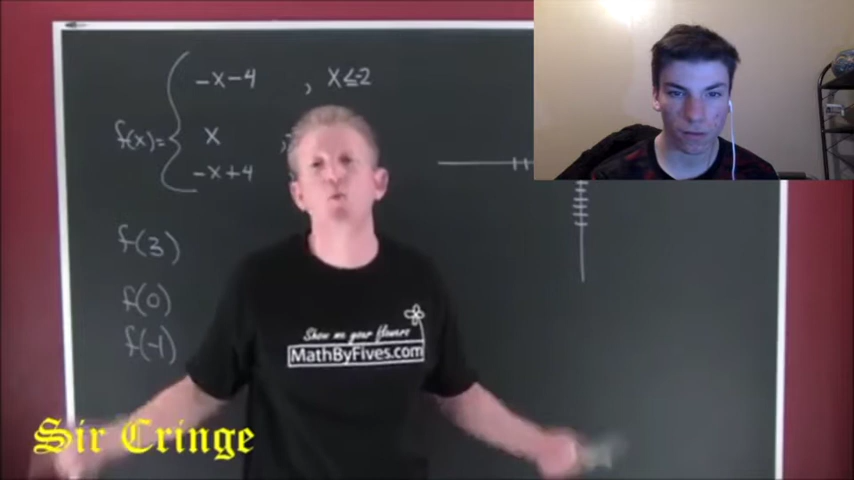 -x-4 , x≤-2
f(x)= x ,
-x+4
f(3)
f(0)
f(-1)
Show me your flowers
MathByFives.com
Sir Cringe